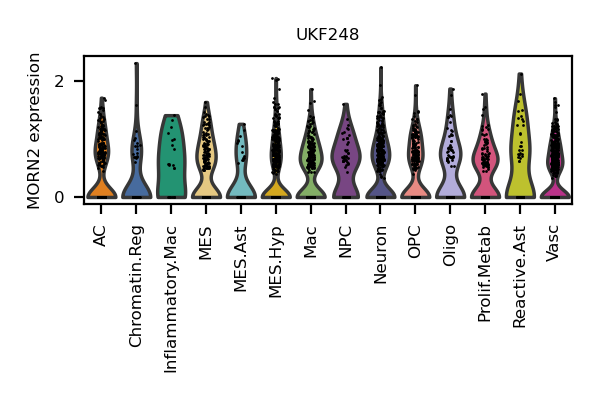 UKF248
MORN2 expression
2
0
AC
Chromatin.Reg
Inflammatory.Mac
MES
MES.Ast
MES.Hyp
Mac
NPC
Neuron
OPC
Oligo
Prolif.Metab
Reactive.Ast
Vasc